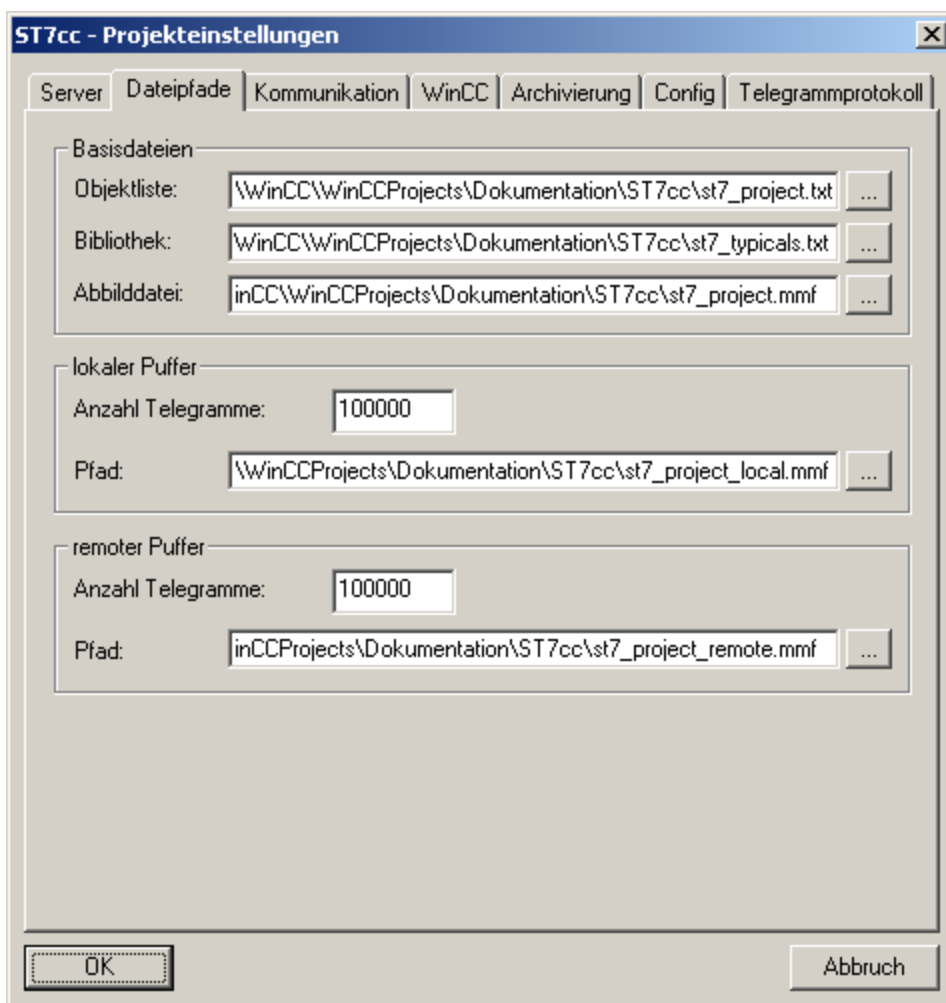 ST7cc - Projekteinstellungen
Server Dateipfade Kommunikation WinCC Archivierung Config Telegrammprotokoll
Basisdateien
Objektliste: \WinCC\WinCCProjects\Dokumentation\ST7cc\st7_project.txt ...
Bibliothek: WinCC\WinCCProjects\Dokumentation\ST7cc\st7_typicals.txt ...
Abbilddatei: inCC\WinCCProjects\Dokumentation\ST7cc\st7_project.mmf ...
lokaler Puffer
Anzahl Telegramme: 100000
Pfad: \WinCCProjects\Dokumentation\ST7cc\st7_project_local.mmf ...
remoter Puffer
Anzahl Telegramme: 100000
Pfad: inCCProjects\Dokumentation\ST7cc\st7_project_remote.mmf ...
OK Abbruch